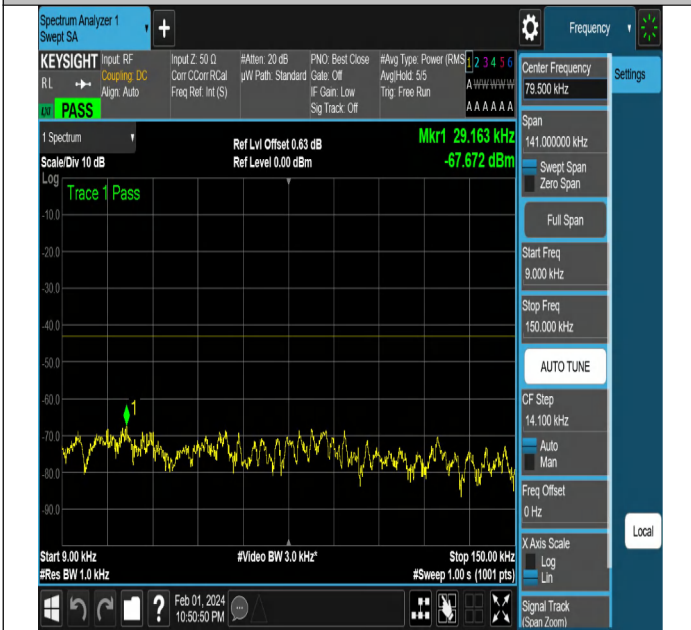 Spectrum Analyzer 1
Swept SA
Frequency
KEYSIGHT
RL
LXI PASS
Input: RF
Coupling: DC
Align: Auto
Input Z: 50 Ω
Corr CCorr RCal
Freq Ref: Int (S)
#Atten: 20 dB
µW Path: Standard
PNO: Best Close
Gate: Off
IF Gain: Low
Sig Track: Off
#Avg Type: Power (RMS
Avg|Hold: 5/5
Trig: Free Run
1 2 3 4 5 6
A W W W W W
A A A A A A
1 Spectrum
Scale/Div 10 dB
Log
Ref Lvl Offset 0.63 dB
Ref Level 0.00 dBm
Mkr1 29.163 kHz
-67.672 dBm
Trace 1 Pass
-10.0
-20.0
-30.0
-40.0
-50.0
-60.0
-70.0
-80.0
-90.0
1
Start 9.00 kHz
#Res BW 1.0 kHz
#Video BW 3.0 kHz*
Stop 150.00 kHz
#Sweep 1.00 s (1001 pts)
Feb 01, 2024
10:50:50 PM
Center Frequency
79.500 kHz
Span
141.000000 kHz
Swept Span
Zero Span
Full Span
Start Freq
9.000 kHz
Stop Freq
150.000 kHz
AUTO TUNE
CF Step
14.100 kHz
Auto
Man
Freq Offset
0 Hz
X Axis Scale
Log
Lin
Signal Track
(Span Zoom)
Settings
Local